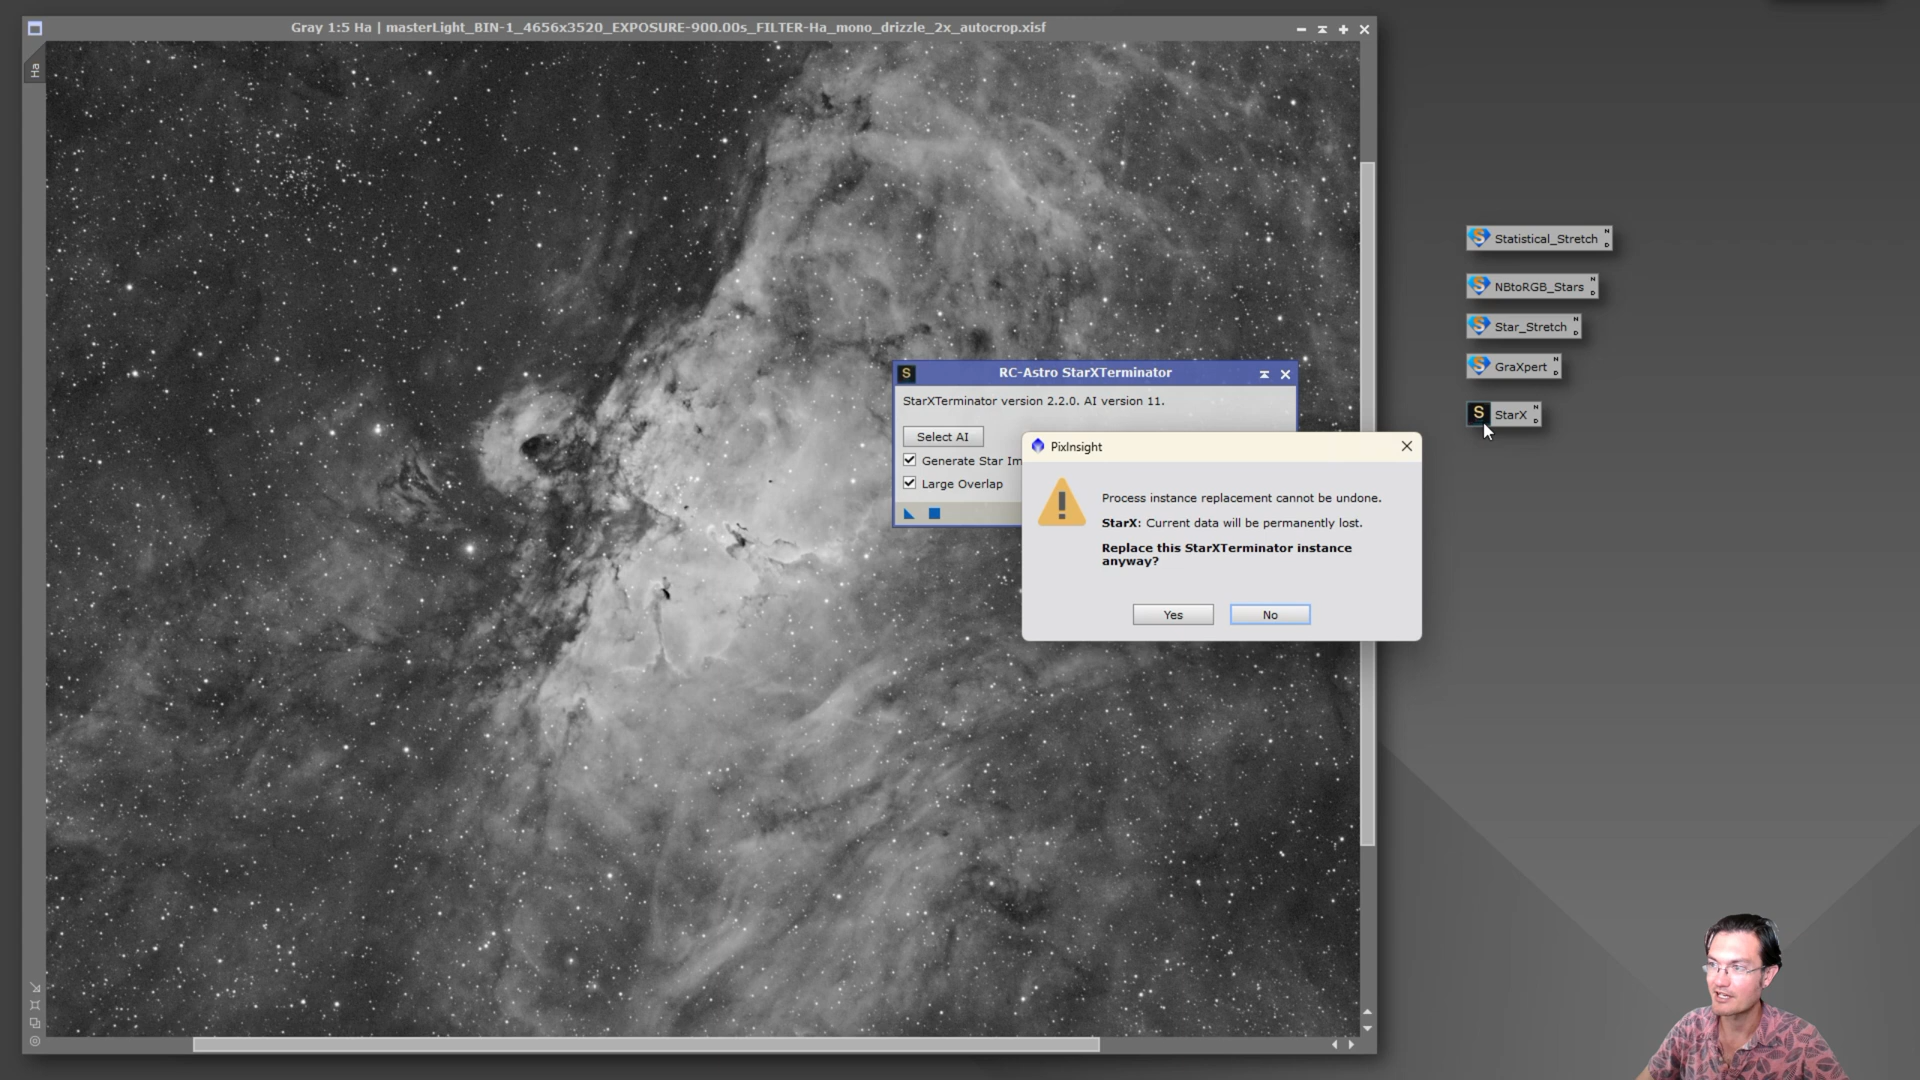 Gray 1:5 Ha | masterLight_BIN-1_4656x3520_EXPOSURE-900.00s_FILTER-Ha_mono_drizzle_2x_autocrop.xisf
Ha
Statistical_Stretch N D
NBtoRGB_Stars N D
Star_Stretch N D
GraXpert N D
S StarX N D
S RC-Astro StarXTerminator
StarXTerminator version 2.2.0. AI version 11.
Select AI
Generate Star Im
Large Overlap
PixInsight
Process instance replacement cannot be undone.
StarX: Current data will be permanently lost.
Replace this StarXTerminator instance
anyway?
Yes No